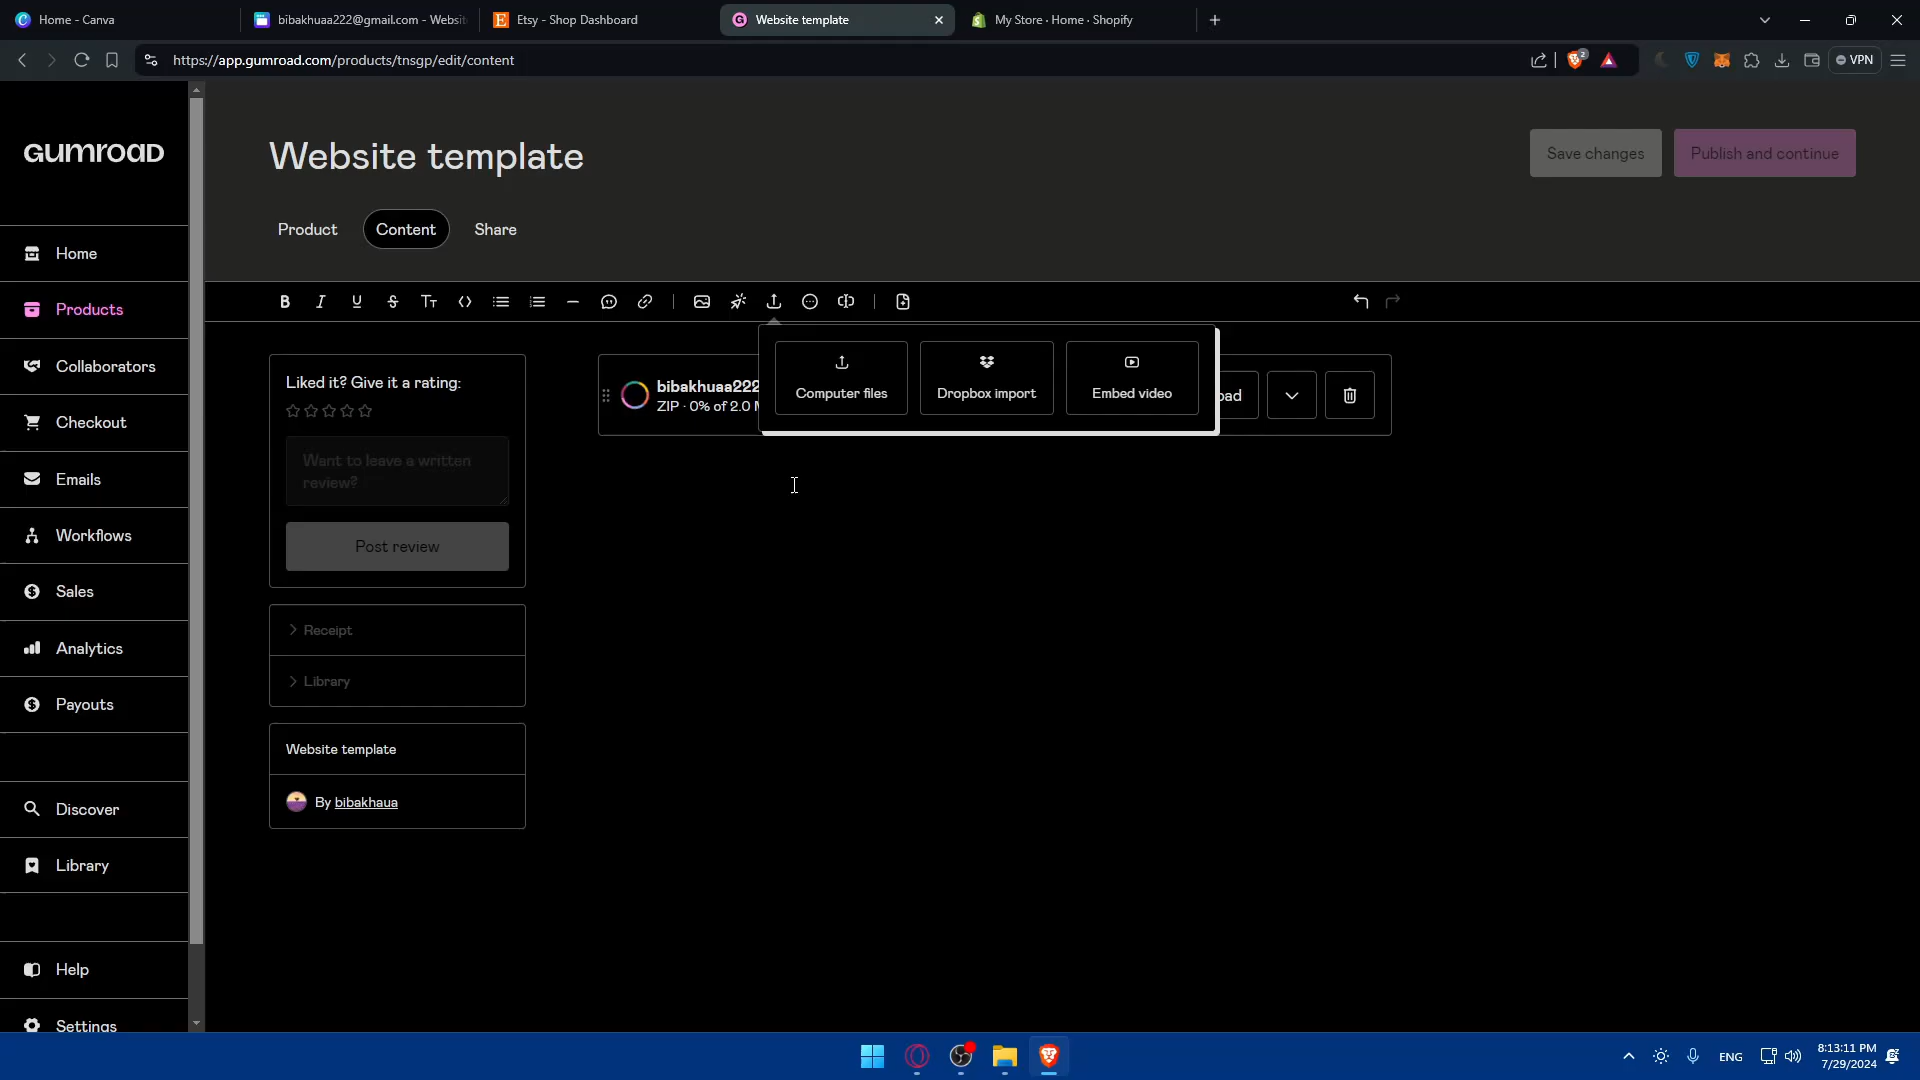 Home - Canva
bibakhuaa222@gmail.com - Websit
Etsy - Shop Dashboard
Website template
My Store · Home · Shopify
https://app.gumroad.com/products/tnsgp/edit/content
2
VPN
GUMROAD
Website template
Save changes
Publish and continue
Product
Content
Share
Home
Products
Collaborators
Checkout
Emails
Workflows
Sales
Analytics
Payouts
Discover
Library
Help
Settings
Liked it? Give it a rating:
Want to leave a written
review?
Post review
Receipt
Library
Website template
By bibakhaua
bibakhuaa222
ZIP · 0% of 2.0
Computer files
Dropbox import
Embed video
oad
ENG
8:13:11 PM
7/29/2024